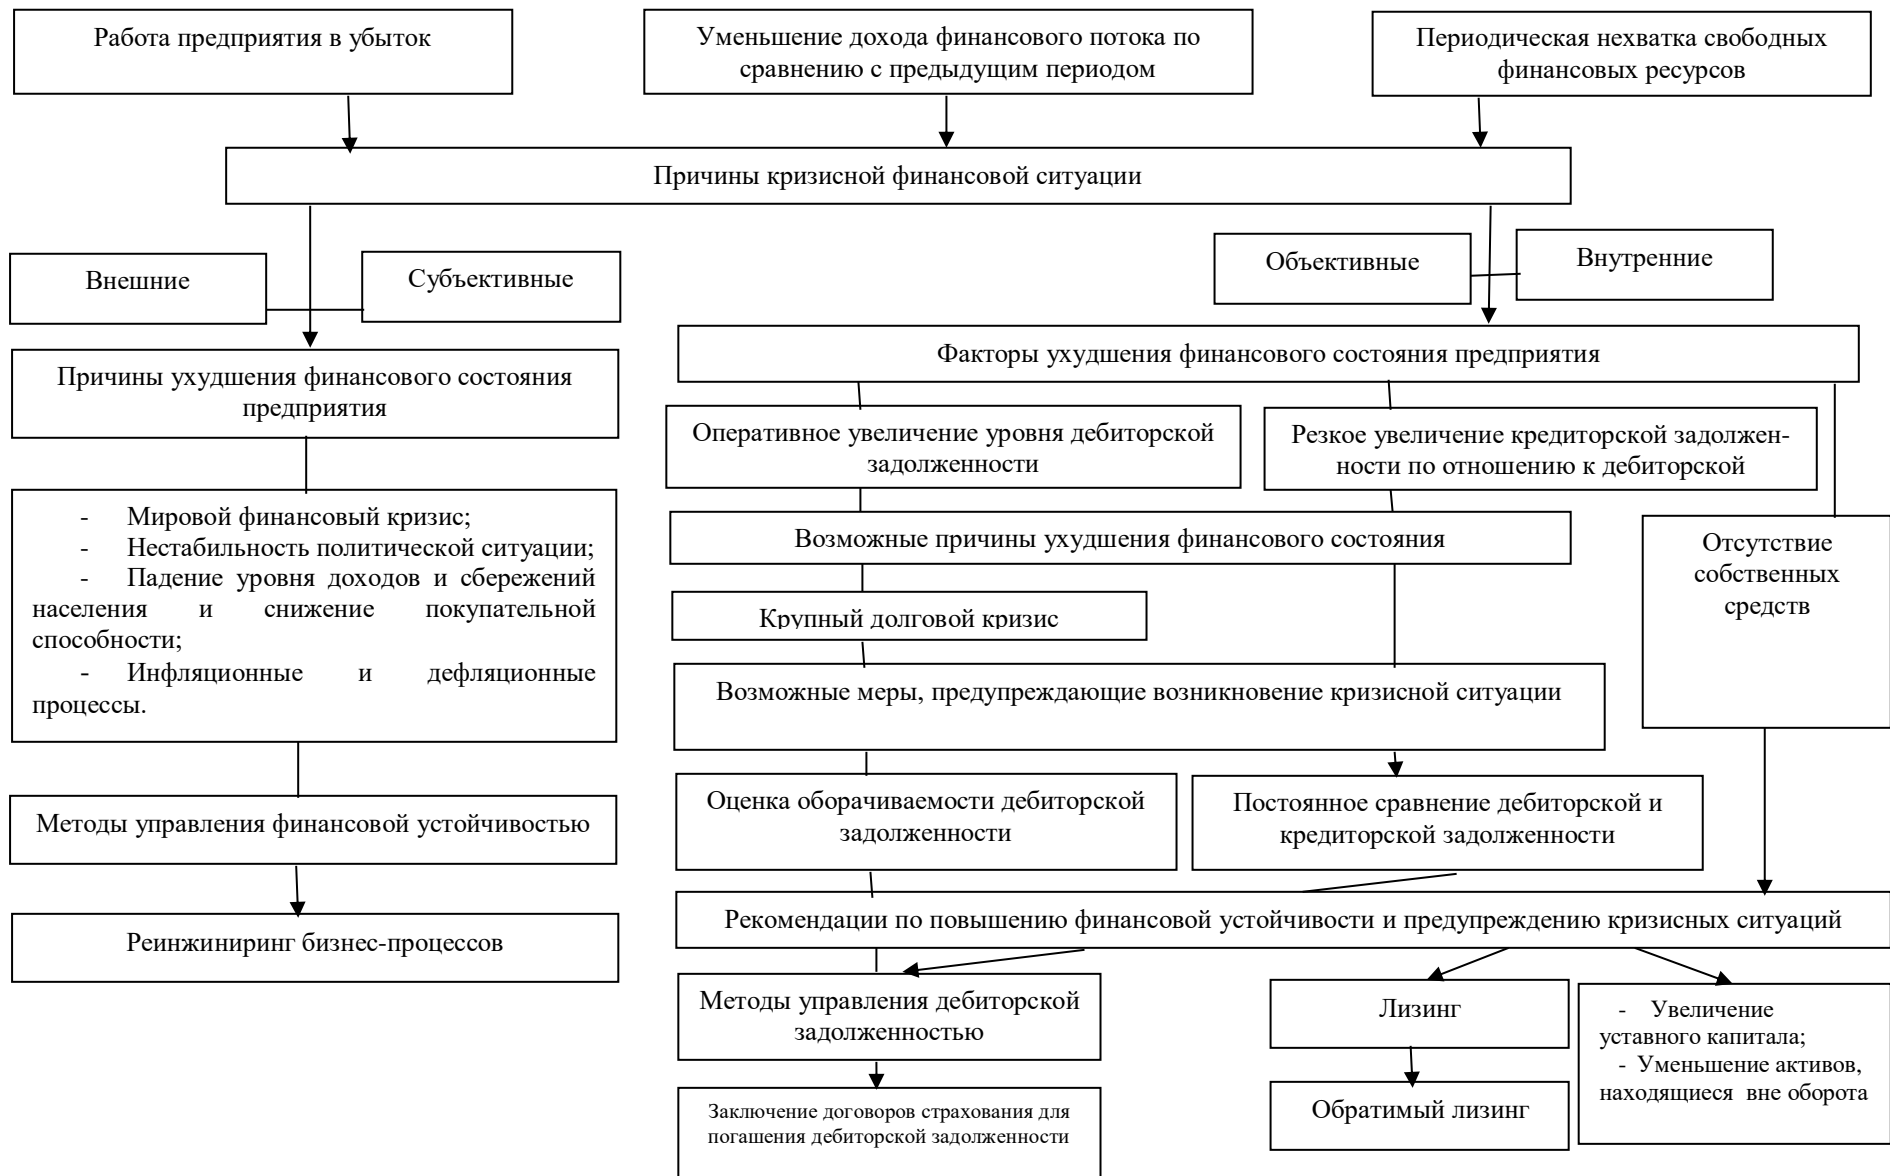 Работа предприятия в убыток
Уменьшение дохода финансового потока по
сравнению с предыдущим периодом
Периодическая нехватка свободных
финансовых ресурсов
Причины кризисной финансовой ситуации
Внешние
Субъективные
Объективные
Внутренние
Причины ухудшения финансового состояния
предприятия
Факторы ухудшения финансового состояния предприятия
Оперативное увеличение уровня дебиторской
задолженности
Резкое увеличение кредиторской задолжен-
ности по отношению к дебиторской
- Мировой финансовый кризис;
- Нестабильность политической ситуации;
- Падение уровня доходов и сбережений
населения и снижение покупательной
способности;
- Инфляционные и дефляционные
процессы.
Возможные причины ухудшения финансового состояния
Отсутствие
собственных
средств
Крупный долговой кризис
Возможные меры, предупреждающие возникновение кризисной ситуации
Методы управления финансовой устойчивостью
Оценка оборачиваемости дебиторской
задолженности
Постоянное сравнение дебиторской и
кредиторской задолженности
Реинжиниринг бизнес-процессов
Рекомендации по повышению финансовой устойчивости и предупреждению кризисных ситуаций
Методы управления дебиторской
задолженностью
Лизинг
- Увеличение
уставного капитала;
- Уменьшение активов,
находящиеся вне оборота
Заключение договоров страхования для
погашения дебиторской задолженности
Обратимый лизинг